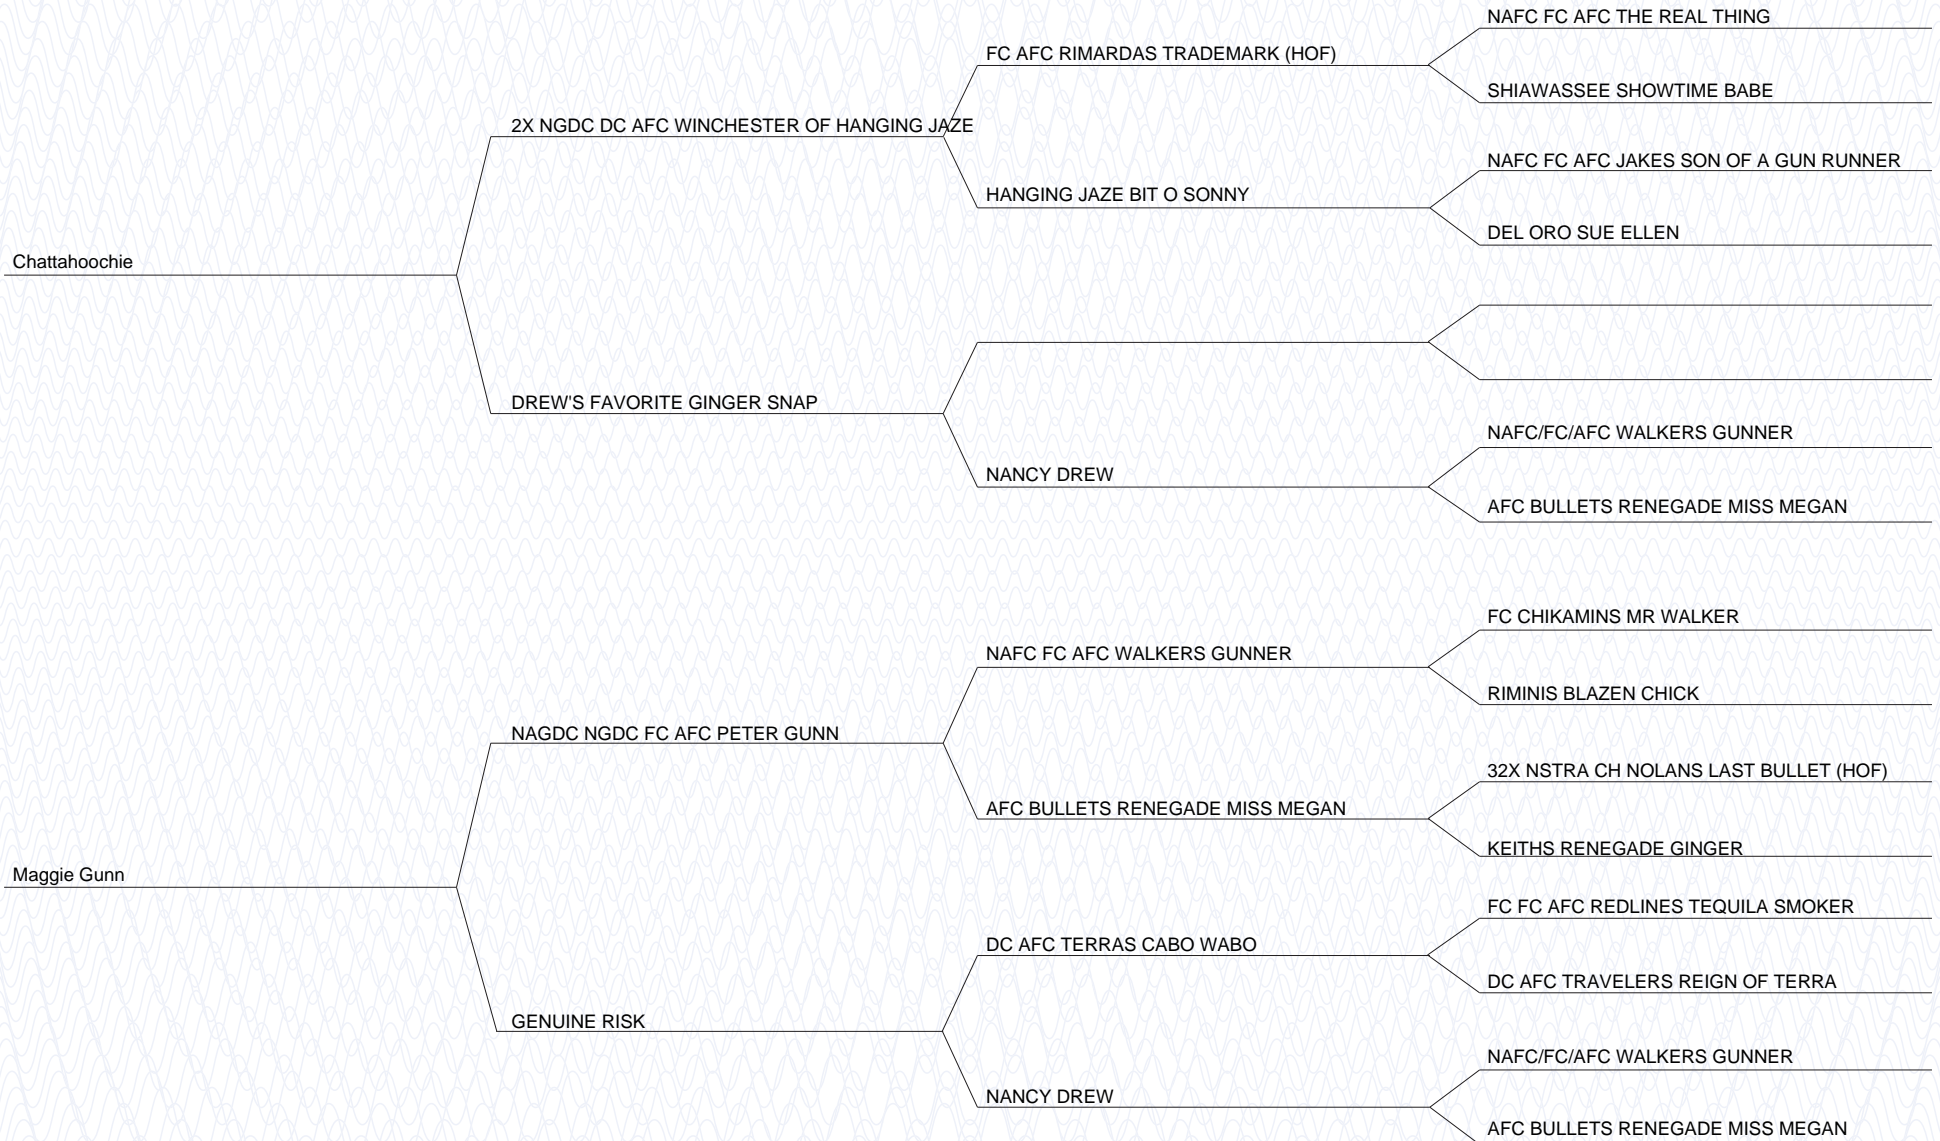 NAFC FC AFC THE REAL THING
FC AFC RIMARDAS TRADEMARK (HOF)
SHIAWASSEE SHOWTIME BABE
2X NGDC DC AFC WINCHESTER OF HANGING JAZE
NAFC FC AFC JAKES SON OF A GUN RUNNER
HANGING JAZE BIT O SONNY
DEL ORO SUE ELLEN
Chattahoochie
DREW'S FAVORITE GINGER SNAP
NAFC/FC/AFC WALKERS GUNNER
NANCY DREW
AFC BULLETS RENEGADE MISS MEGAN
FC CHIKAMINS MR WALKER
NAFC FC AFC WALKERS GUNNER
RIMINIS BLAZEN CHICK
NAGDC NGDC FC AFC PETER GUNN
32X NSTRA CH NOLANS LAST BULLET (HOF)
AFC BULLETS RENEGADE MISS MEGAN
KEITHS RENEGADE GINGER
Maggie Gunn
FC FC AFC REDLINES TEQUILA SMOKER
DC AFC TERRAS CABO WABO
DC AFC TRAVELERS REIGN OF TERRA
GENUINE RISK
NAFC/FC/AFC WALKERS GUNNER
NANCY DREW
AFC BULLETS RENEGADE MISS MEGAN